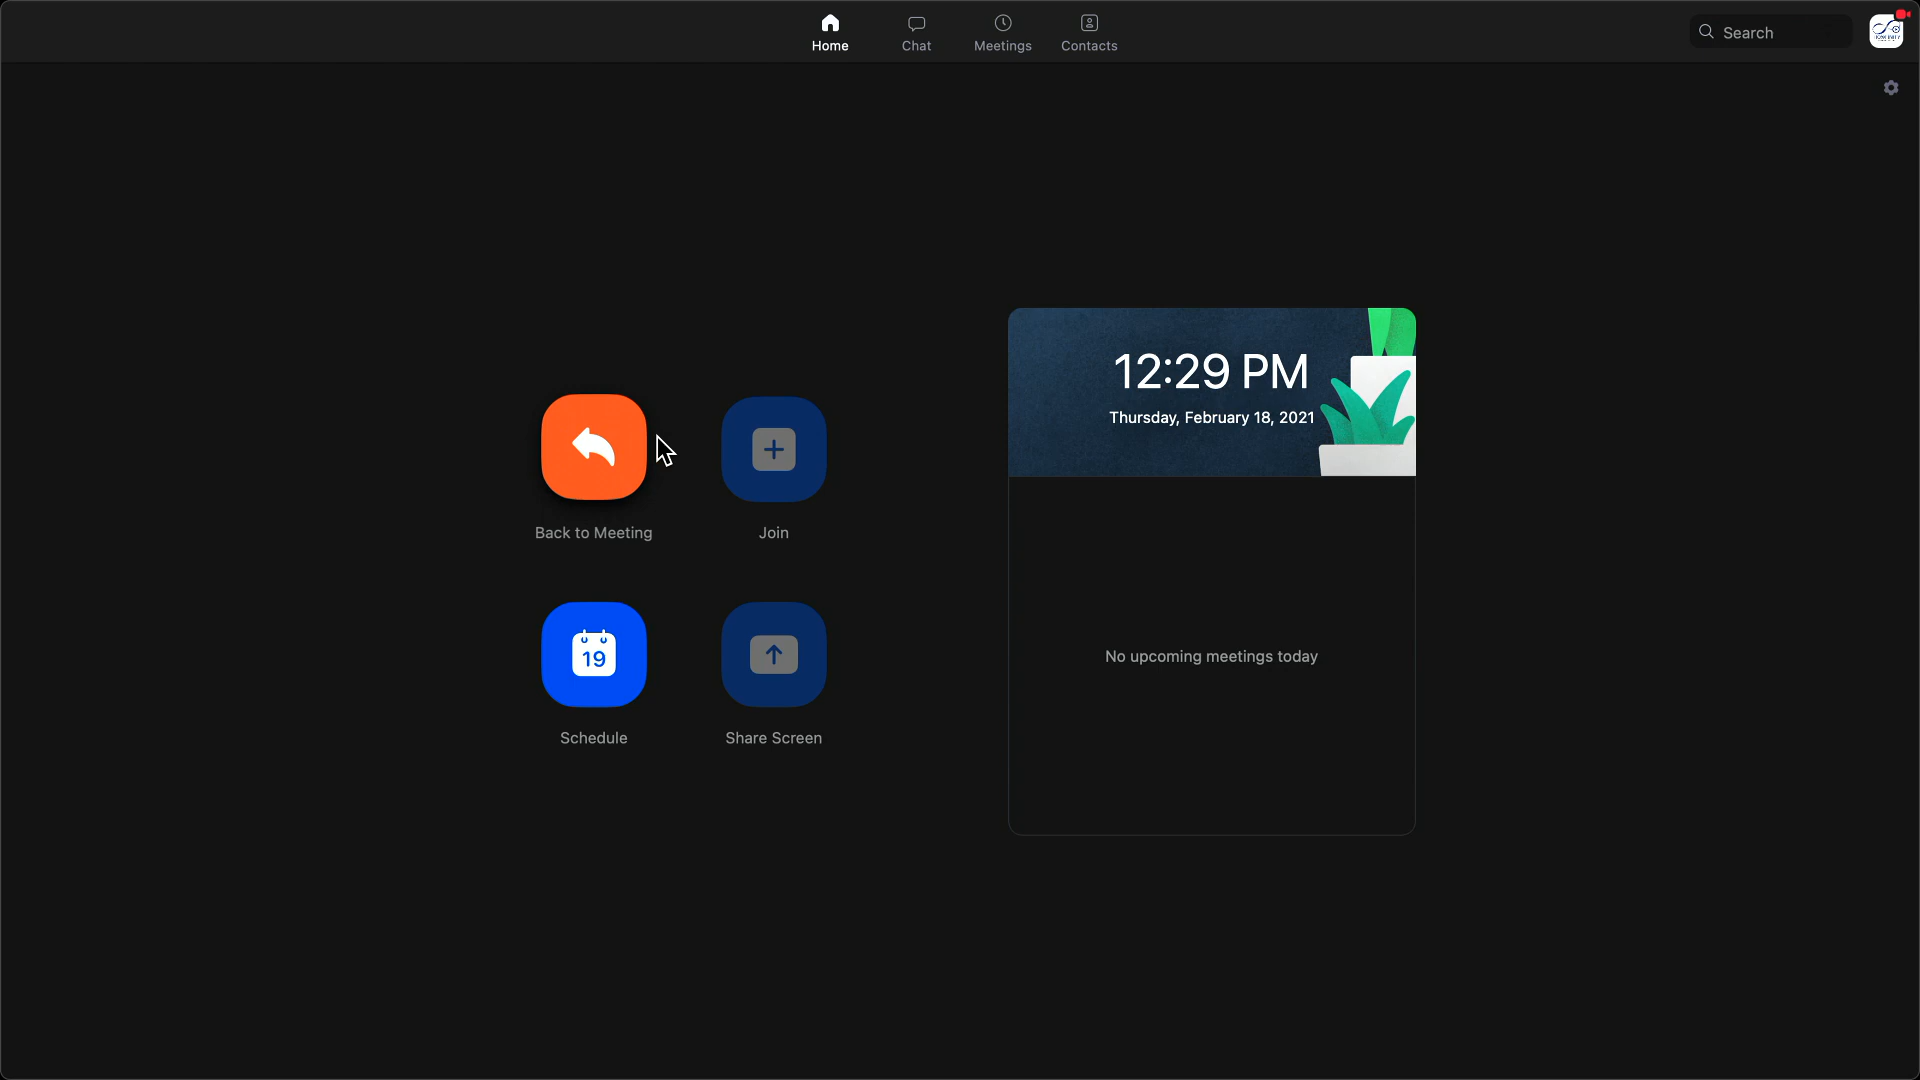 Home
Chat
Meetings
Contacts
Search
12:29 PM
Thursday, February 18, 2021
Back to Meeting
Join
19
Schedule
Share Screen
No upcoming meetings today